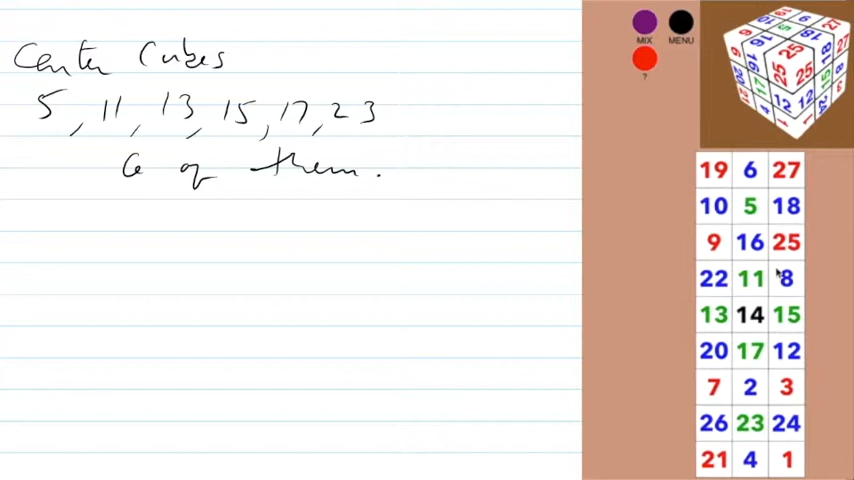 Center Cubes
5, 11, 13, 15, 17, 23
6 of them.
MIX
MENU
?
19 6 27
10 5 18
9 16 25
22 11 8
13 14 15
20 17 12
7 2 3
26 23 24
21 4 1